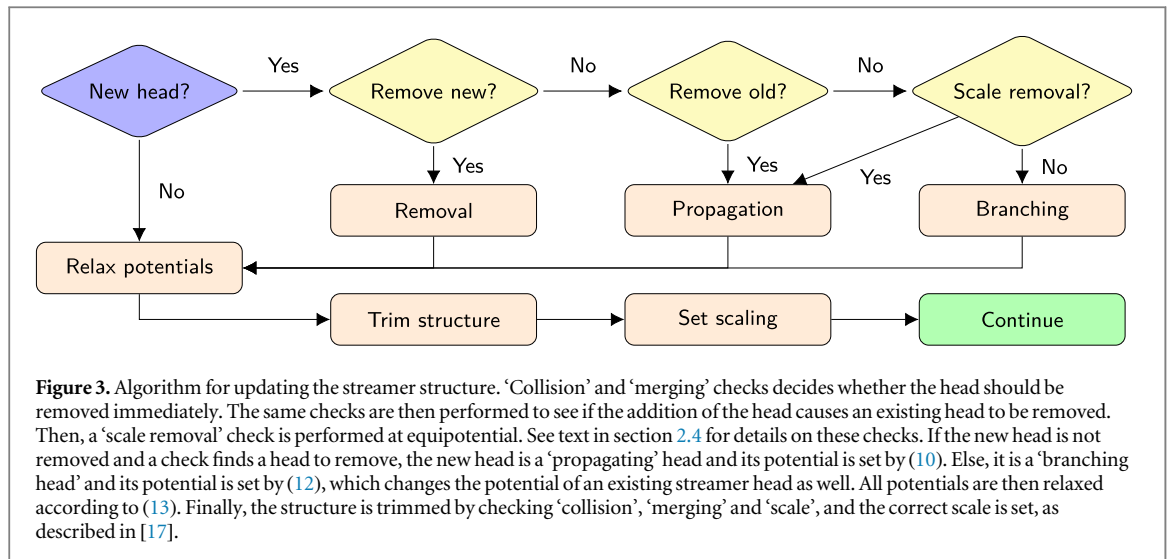 New head?
Yes
Remove new?
No
Remove old?
No
Scale removal?
No
Yes
Yes
Yes
No
Removal
Propagation
Branching
Relax potentials
Trim structure
Set scaling
Continue
Figure 3. Algorithm for updating the streamer structure. ‘Collision’ and ‘merging’ checks decides whether the head should be
removed immediately. The same checks are then performed to see if the addition of the head causes an existing head to be removed.
Then, a ‘scale removal’ check is performed at equipotential. See text in section 2.4 for details on these checks. If the new head is not
removed and a check finds a head to remove, the new head is a ‘propagating’ head and its potential is set by (10). Else, it is a ‘branching
head’ and its potential is set by (12), which changes the potential of an existing streamer head as well. All potentials are then relaxed
according to (13). Finally, the structure is trimmed by checking ‘collision’, ‘merging’ and ‘scale’, and the correct scale is set, as
described in [17].